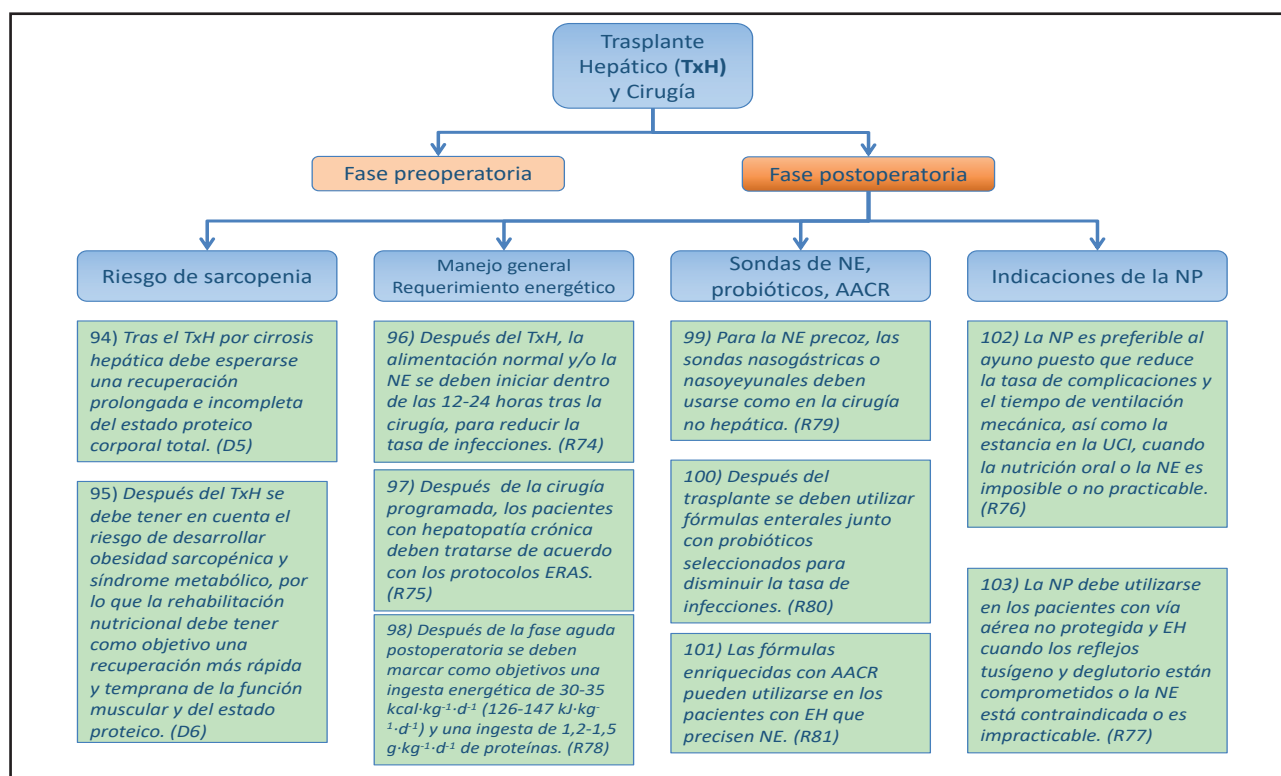 Trasplante
Hepático (TxH)
y Cirugía
Fase preoperatoria
Fase postoperatoria
Riesgo de sarcopenia
94) Tras el TxH por cirrosis
hepática debe esperarse
una recuperación
prolongada e incompleta
del estado proteico
corporal total. (D5)
95) Después del TxH se
debe tener en cuenta el
riesgo de desarrollar
obesidad sarcopénica y
síndrome metabólico, por
lo que la rehabilitación
nutricional debe tener
como objetivo una
recuperación más rápida
y temprana de la función
muscular y del estado
proteico. (D6)
Manejo general
Requerimiento energético
96) Después del TxH, la
alimentación normal y/o la
NE se deben iniciar dentro
de las 12-24 horas tras la
cirugía, para reducir la
tasa de infecciones. (R74)
97) Después de la cirugía
programada, los pacientes
con hepatopatía crónica
deben tratarse de acuerdo
con los protocolos ERAS.
(R75)
98) Después de la fase aguda
postoperatoria se deben
marcar como objetivos una
ingesta energética de 30-35
kcal·kg⁻¹·d⁻¹ (126-147 kJ·kg⁻
¹·d⁻¹) y una ingesta de 1,2-1,5
g·kg⁻¹·d⁻¹ de proteínas. (R78)
Sondas de NE,
probióticos, AACR
99) Para la NE precoz, las
sondas nasogástricas o
nasoyeyunales deben
usarse como en la cirugía
no hepática. (R79)
100) Después del
trasplante se deben utilizar
fórmulas enterales junto
con probióticos
seleccionados para
disminuir la tasa de
infecciones. (R80)
101) Las fórmulas
enriquecidas con AACR
pueden utilizarse en los
pacientes con EH que
precisen NE. (R81)
Indicaciones de la NP
102) La NP es preferible al
ayuno puesto que reduce
la tasa de complicaciones y
el tiempo de ventilación
mecánica, así como la
estancia en la UCI, cuando
la nutrición oral o la NE es
imposible o no practicable.
(R76)
103) La NP debe utilizarse
en los pacientes con vía
aérea no protegida y EH
cuando los reflejos
tusígeno y deglutorio están
comprometidos o la NE
está contraindicada o es
impracticable. (R77)